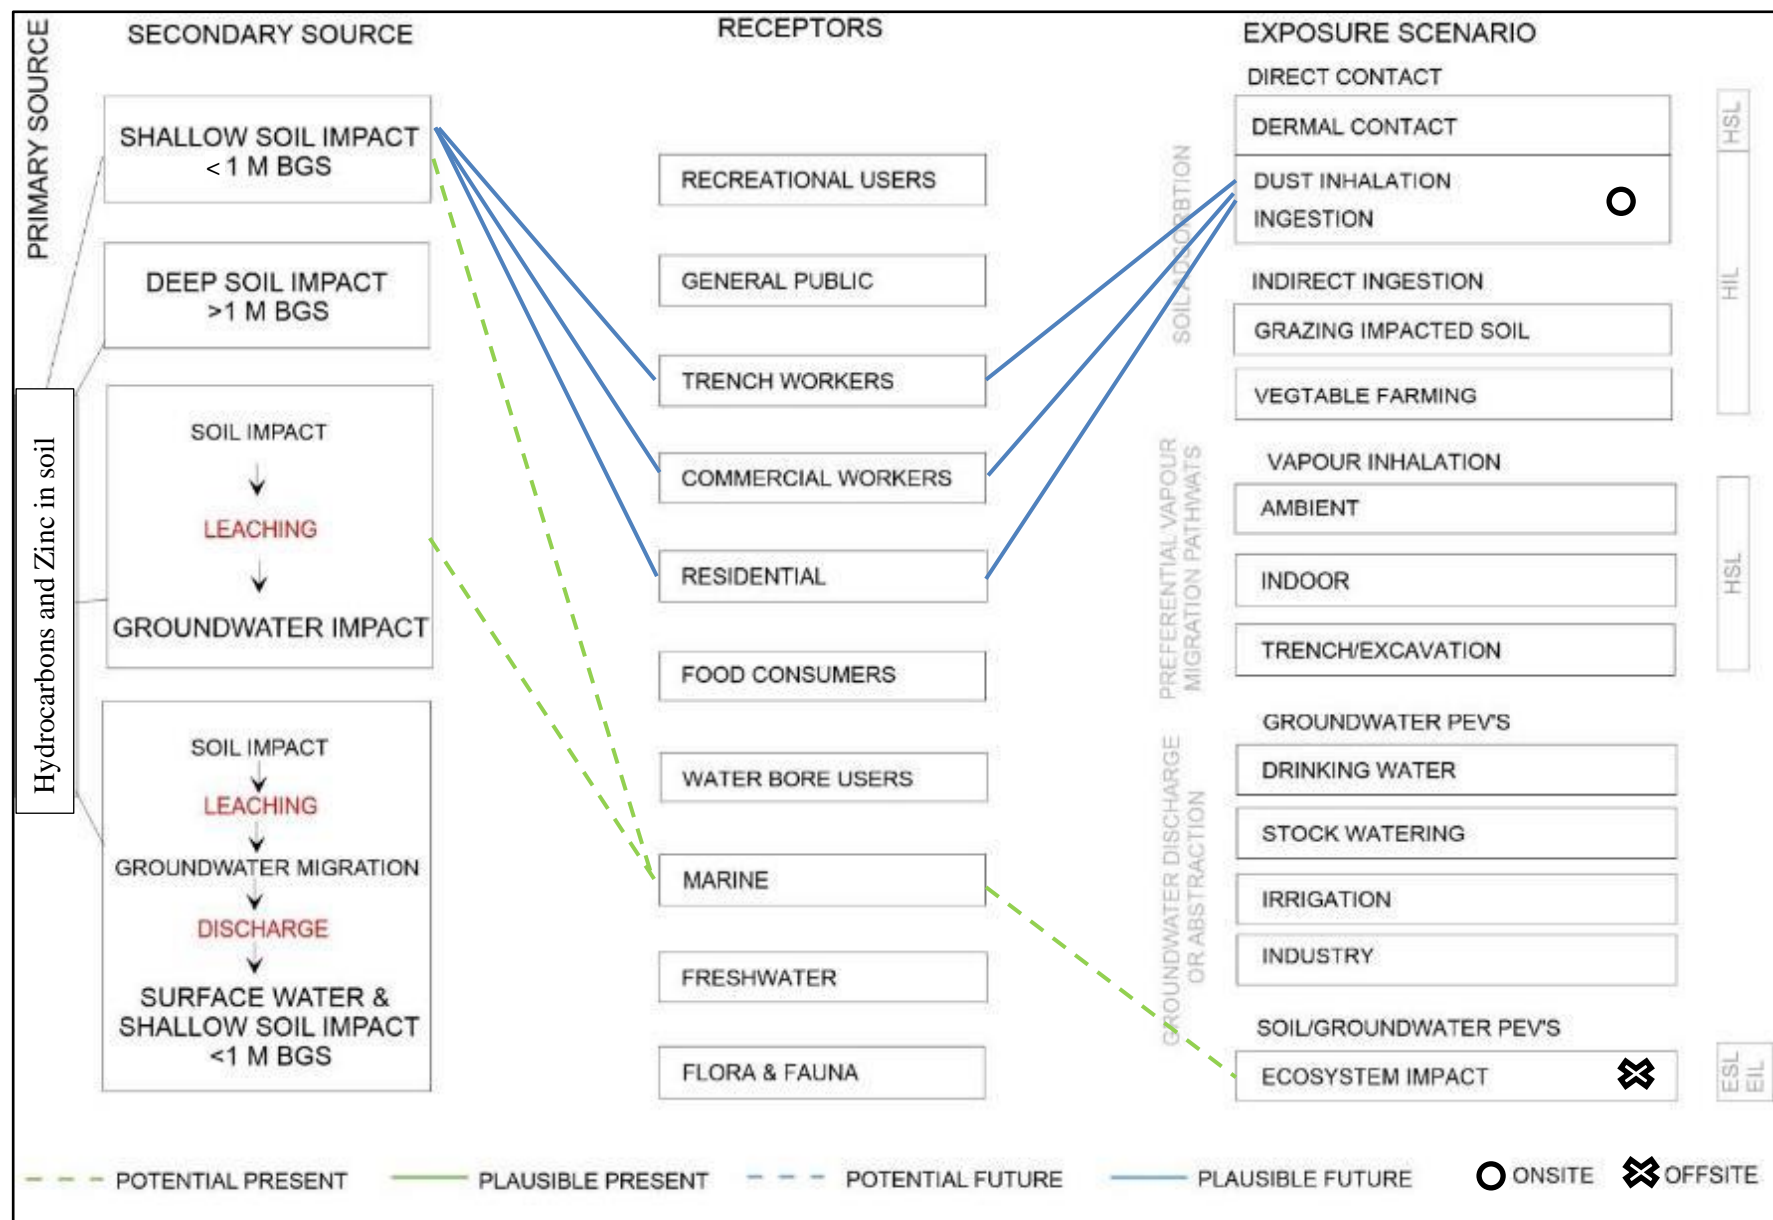 PRIMARY SOURCE
SECONDARY SOURCE
RECEPTORS
EXPOSURE SCENARIO
Hydrocarbons and Zinc in soil
SHALLOW SOIL IMPACT
< 1 M BGS
DEEP SOIL IMPACT
>1 M BGS
SOIL IMPACT
LEACHING
GROUNDWATER IMPACT
SOIL IMPACT
LEACHING
GROUNDWATER MIGRATION
DISCHARGE
SURFACE WATER &
SHALLOW SOIL IMPACT
<1 M BGS
RECREATIONAL USERS
GENERAL PUBLIC
TRENCH WORKERS
COMMERCIAL WORKERS
RESIDENTIAL
FOOD CONSUMERS
WATER BORE USERS
MARINE
FRESHWATER
FLORA & FAUNA
SOIL ADSORBTION
PREFERENTIAL VAPOUR
MIGRATION PATHWATS
GROUNDWATER DISCHARGE
OR ABSTRACTION
DIRECT CONTACT
DERMAL CONTACT
DUST INHALATION
INGESTION
INDIRECT INGESTION
GRAZING IMPACTED SOIL
VEGTABLE FARMING
VAPOUR INHALATION
AMBIENT
INDOOR
TRENCH/EXCAVATION
GROUNDWATER PEV'S
DRINKING WATER
STOCK WATERING
IRRIGATION
INDUSTRY
SOIL/GROUNDWATER PEV'S
ECOSYSTEM IMPACT
HSL
HIL
HSL
ESL
EIL
POTENTIAL PRESENT
PLAUSIBLE PRESENT
POTENTIAL FUTURE
PLAUSIBLE FUTURE
ONSITE
OFFSITE